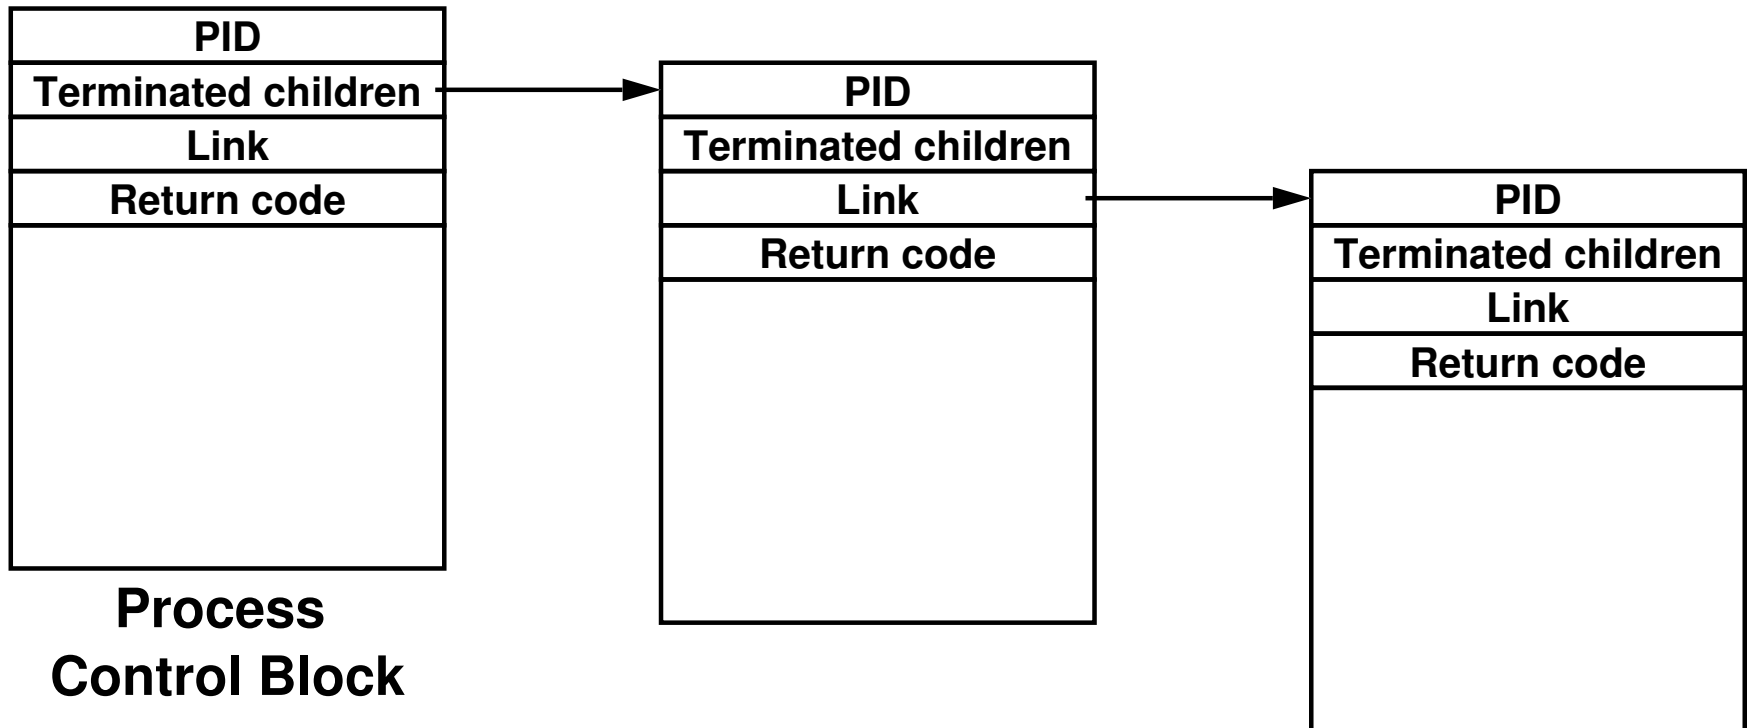 PID
Terminated children
Link
Return code
Process
Control Block
PID
Terminated children
Link
Return code
PID
Terminated children
Link
Return code